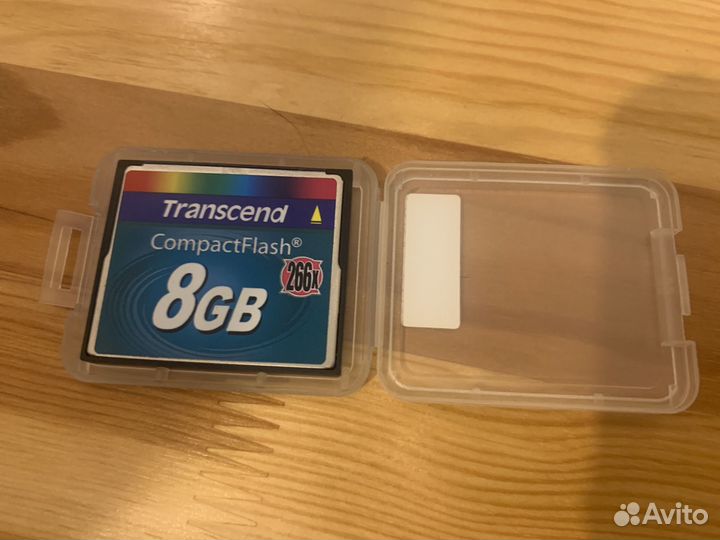 Transcend
CompactFlash®
266x
8GB
Avito